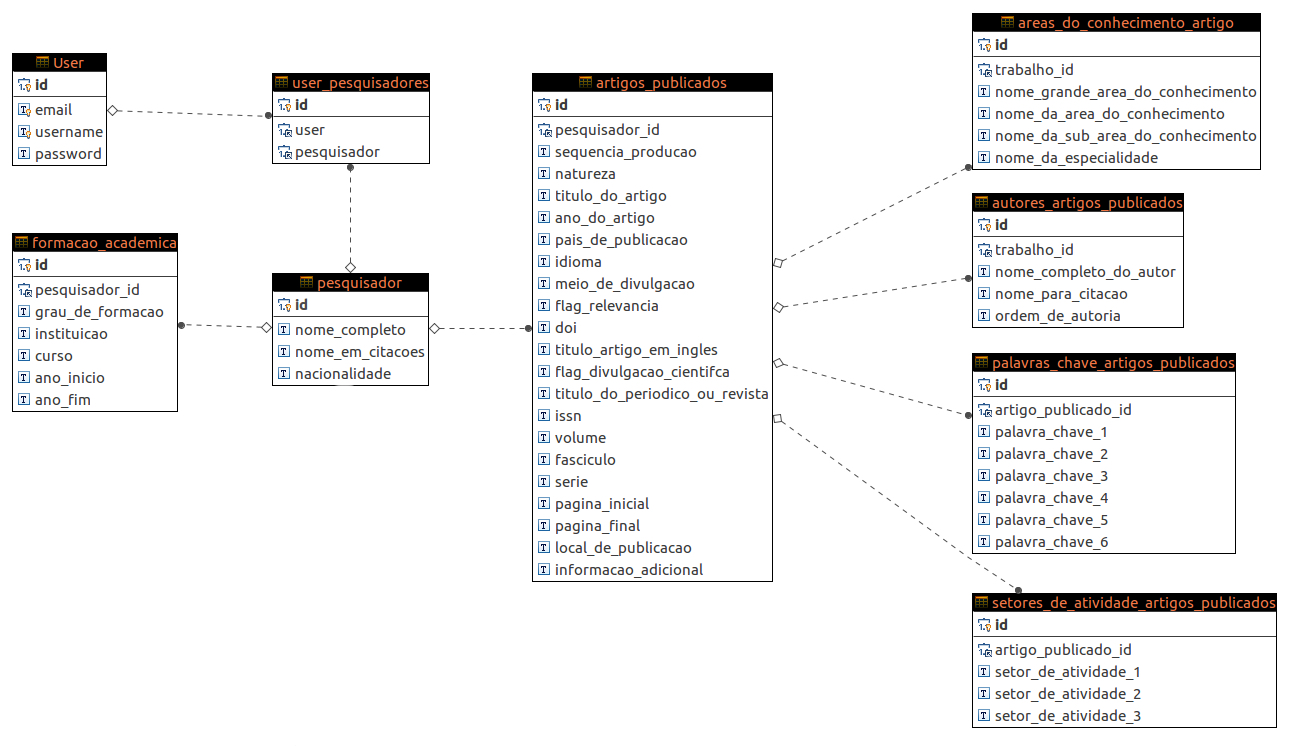 User
id
email
username
password
formacao_academica
id
pesquisador_id
grau_de_formacao
instituicao
curso
ano_inicio
ano_fim
user_pesquisadores
id
user
pesquisador
pesquisador
id
nome_completo
nome_em_citacoes
nacionalidade
artigos_publicados
id
pesquisador_id
sequencia_producao
natureza
titulo_do_artigo
ano_do_artigo
pais_de_publicacao
idioma
meio_de_divulgacao
flag_relevancia
doi
titulo_artigo_em_ingles
flag_divulgacao_cientifca
titulo_do_periodico_ou_revista
issn
volume
fasciculo
serie
pagina_inicial
pagina_final
local_de_publicacao
informacao_adicional
areas_do_conhecimento_artigo
id
trabalho_id
nome_grande_area_do_conhecimento
nome_da_area_do_conhecimento
nome_da_sub_area_do_conhecimento
nome_da_especialidade
autores_artigos_publicados
id
trabalho_id
nome_completo_do_autor
nome_para_citacao
ordem_de_autoria
palavras_chave_artigos_publicados
id
artigo_publicado_id
palavra_chave_1
palavra_chave_2
palavra_chave_3
palavra_chave_4
palavra_chave_5
palavra_chave_6
setores_de_atividade_artigos_publicados
id
artigo_publicado_id
setor_de_atividade_1
setor_de_atividade_2
setor_de_atividade_3